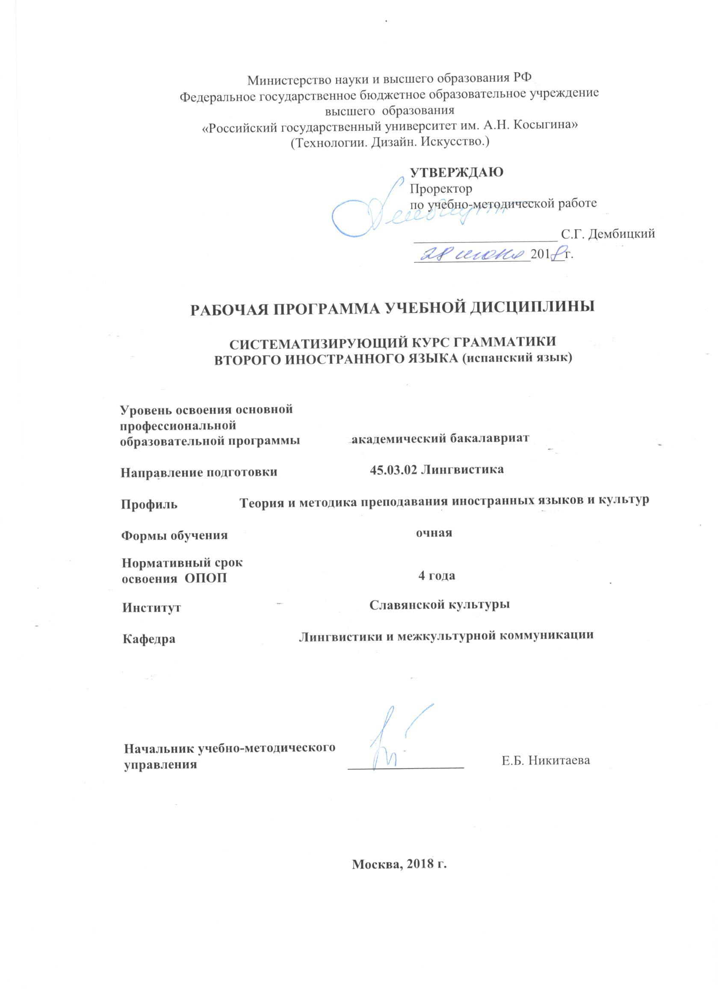 Министерство науки и высшего образования РФ
Федеральное государственное бюджетное образовательное учреждение
высшего  образования
«Российский государственный университет им. А.Н. Косыгина»
(Технологии. Дизайн. Искусство.)
УТВЕРЖДАЮ
Проректор
по учебно-методической работе
С.Г. Дембицкий
28 июня 2018 г.
РАБОЧАЯ ПРОГРАММА УЧЕБНОЙ ДИСЦИПЛИНЫ
СИСТЕМАТИЗИРУЮЩИЙ КУРС ГРАММАТИКИ
ВТОРОГО ИНОСТРАННОГО ЯЗЫКА (испанский язык)
Уровень освоения основной
профессиональной
образовательной программы академический бакалавриат
Направление подготовки 45.03.02 Лингвистика
Профиль Теория и методика преподавания иностранных языков и культур
Формы обучения очная
Нормативный срок
освоения  ОПОП 4 года
Институт Славянской культуры
Кафедра Лингвистики и межкультурной коммуникации
Начальник учебно-методического
управления Е.Б. Никитаева
Москва, 2018 г.